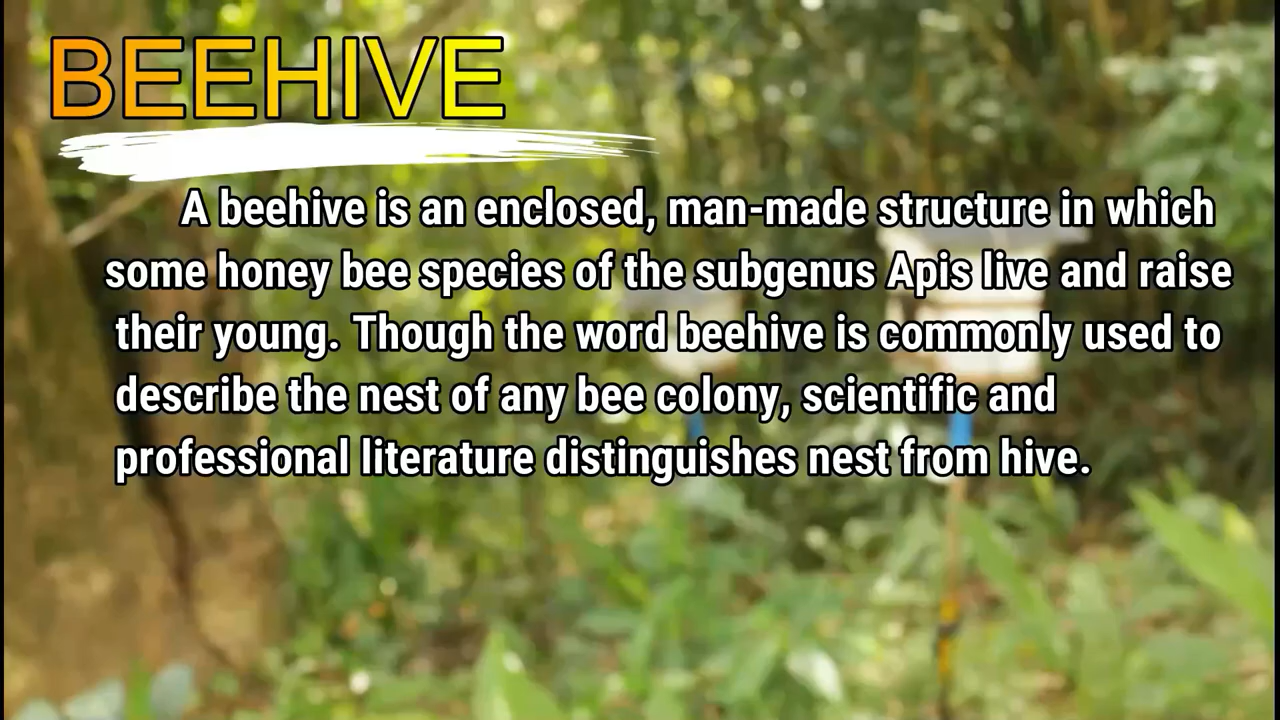 BEEHIVE
A beehive is an enclosed, man-made structure in which
some honey bee species of the subgenus Apis live and raise
their young. Though the word beehive is commonly used to
describe the nest of any bee colony, scientific and
professional literature distinguishes nest from hive.